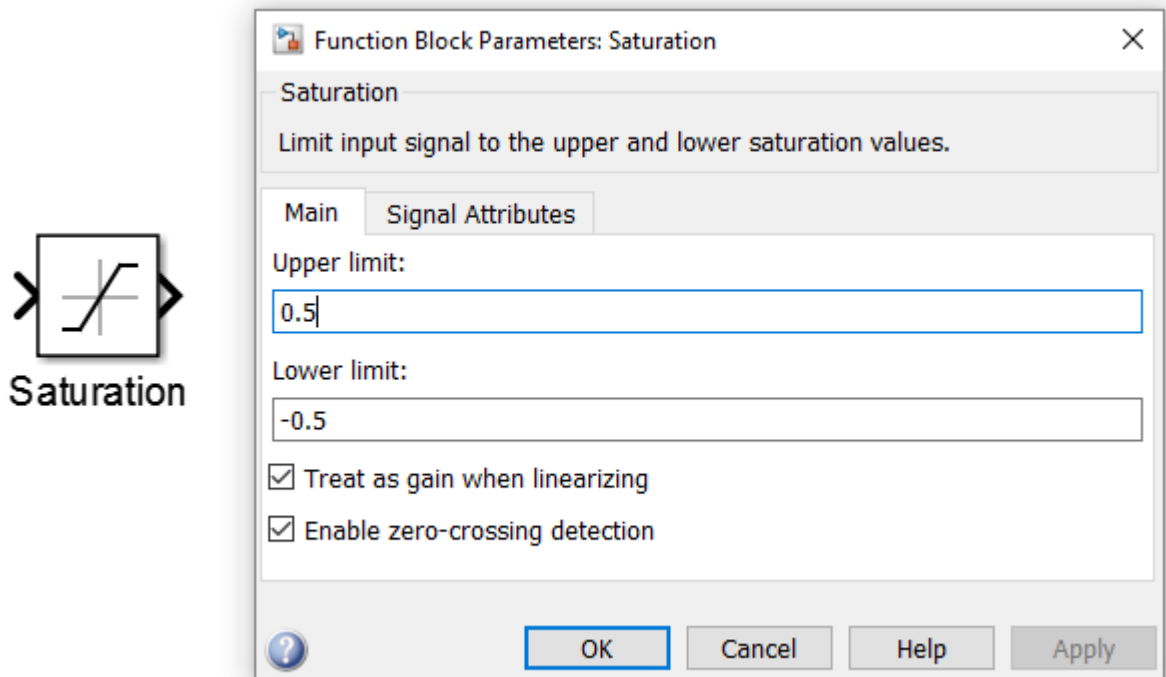 Function Block Parameters: Saturation
Saturation
Limit input signal to the upper and lower saturation values.
Main
Signal Attributes
Upper limit:
0.5
Lower limit:
-0.5
Treat as gain when linearizing
Enable zero-crossing detection
?
OK
Cancel
Help
Apply
Saturation